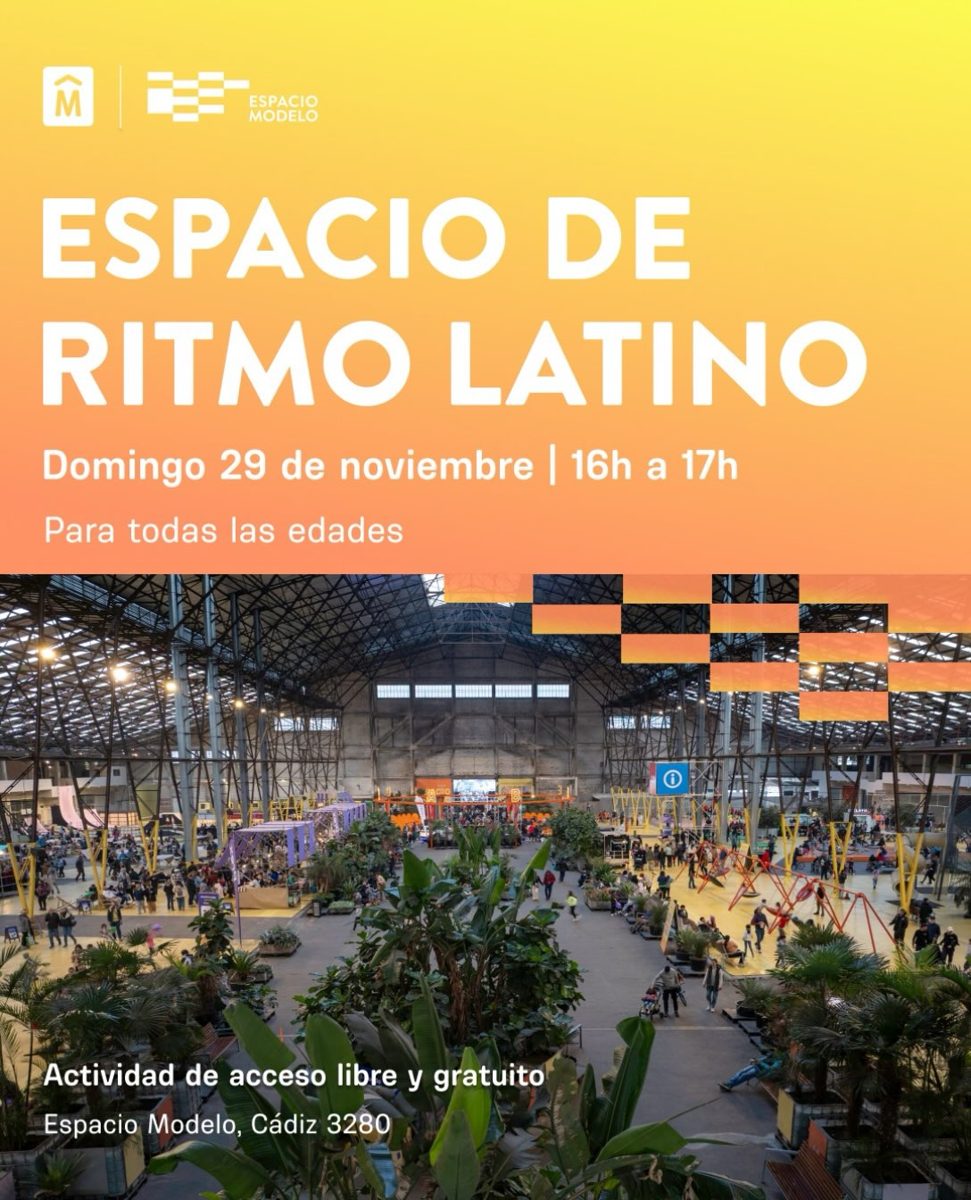 M
ESPACIO
MODELO
ESPACIO DE
RITMO LATINO
Domingo 29 de noviembre | 16h a 17h
Para todas las edades
Actividad de acceso libre y gratuito
Espacio Modelo, Cádiz 3280